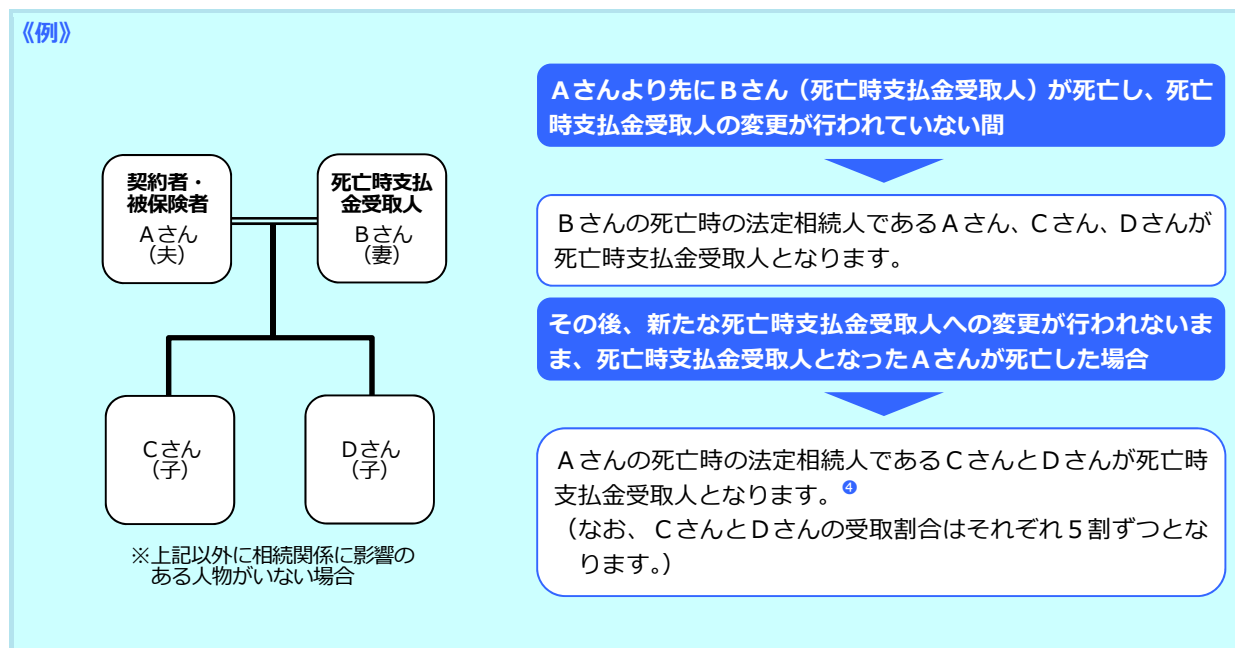 《例》
契約者・
被保険者
Aさん
（夫）
死亡時支払
金受取人
Bさん
（妻）
Cさん
（子）
Dさん
（子）
※上記以外に相続関係に影響の
ある人物がいない場合
Aさんより先にBさん（死亡時支払金受取人）が死亡し、死亡
時支払金受取人の変更が行われていない間
Bさんの死亡時の法定相続人であるAさん、Cさん、Dさんが
死亡時支払金受取人となります。
その後、新たな死亡時支払金受取人への変更が行われないま
ま、死亡時支払金受取人となったAさんが死亡した場合
Aさんの死亡時の法定相続人であるCさんとDさんが死亡時
支払金受取人となります。❹
（なお、CさんとDさんの受取割合はそれぞれ５割ずつとな
ります。）